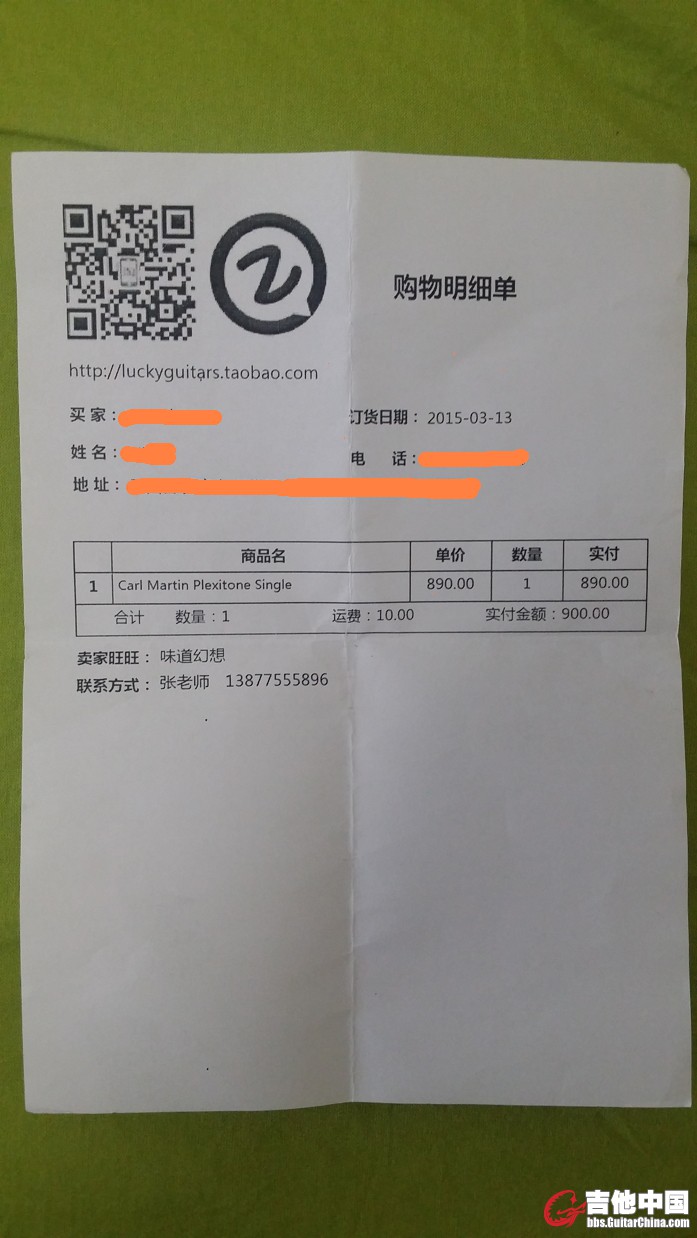 购物明细单
http://luckyguitars.taobao.com
买家： 订货日期： 2015-03-13
姓名： 电 话：
地址：
商品名 单价 数量 实付
1 Carl Martin Plexitone Single 890.00 1 890.00
合计 数量：1 运费：10.00 实付金额：900.00
卖家旺旺： 味道幻想
联系方式： 张老师 13877555896
吉他中国
bbs.GuitarChina.com